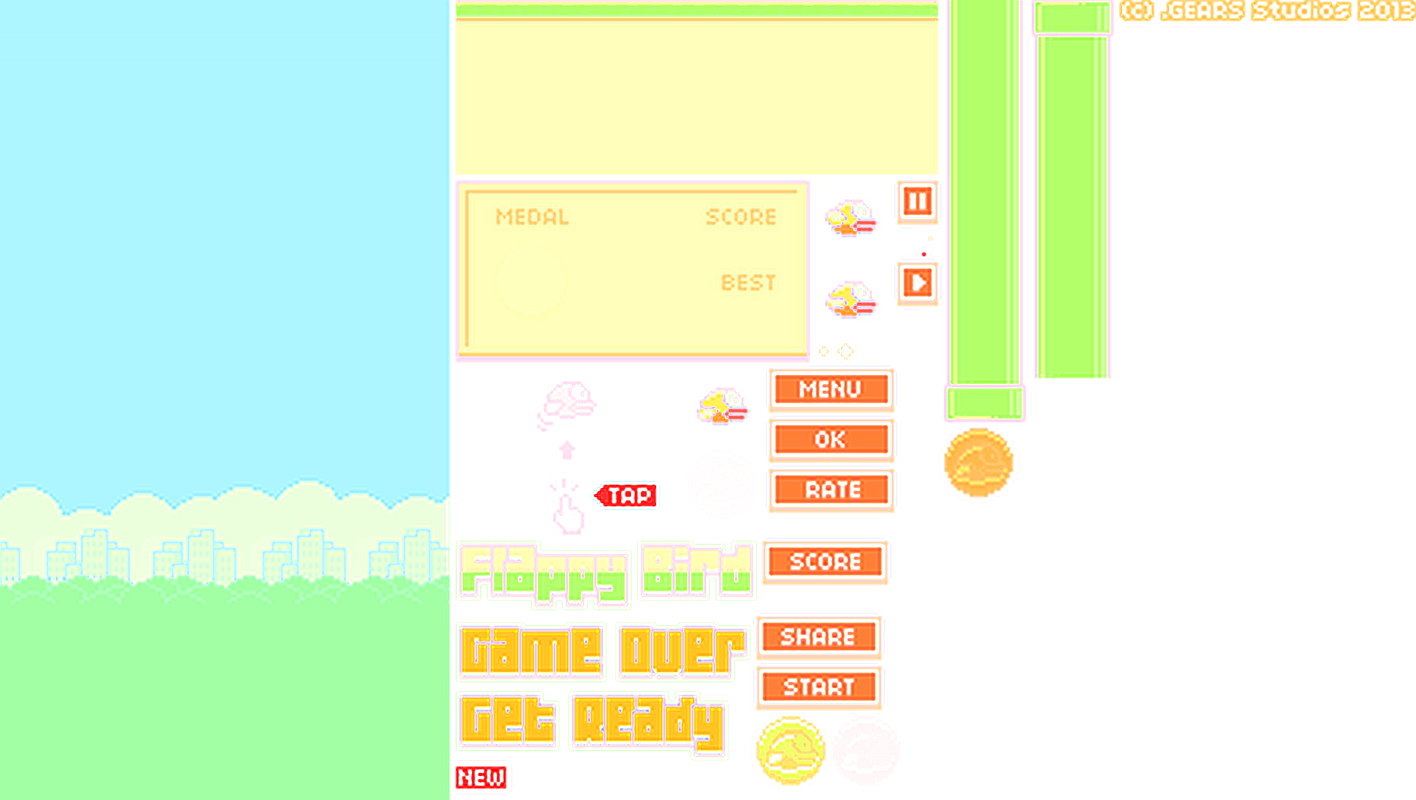 (c) .GEARS Studios 2013
MEDAL SCORE
BEST
MENU
OK
RATE
TAP
Flappy Bird
SCORE
Game Over
SHARE
START
Get Ready
NEW